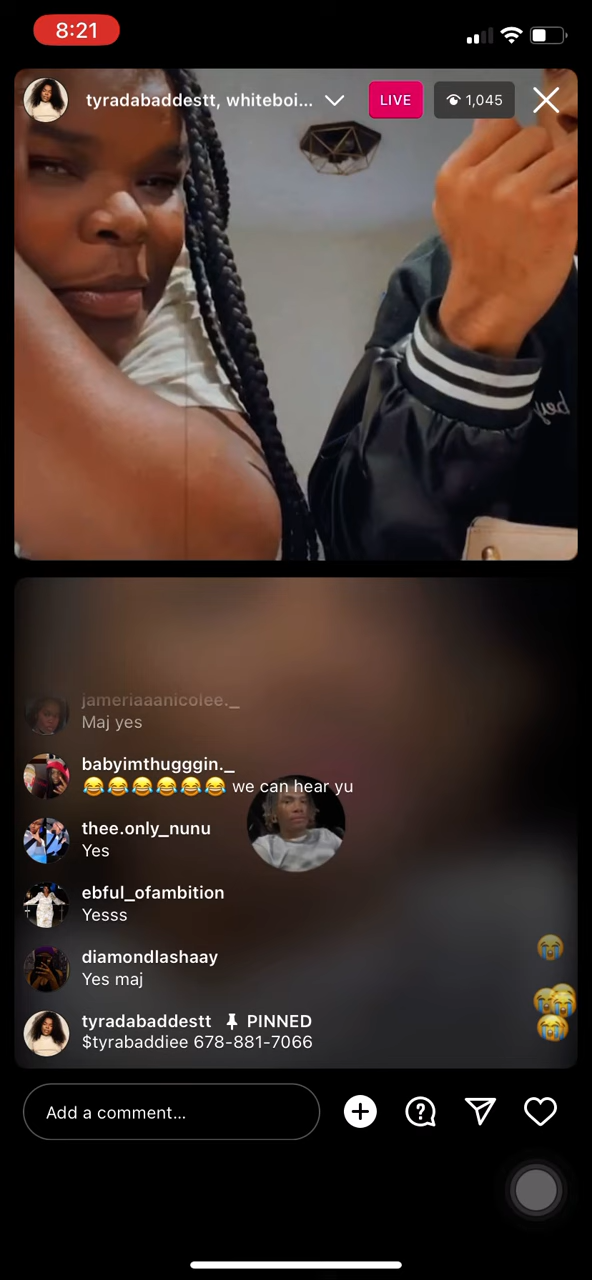 8:21
tyradabaddestt, whiteboi...
LIVE
1,045
jameriaaanicolee._
Maj yes
babyimthugggin._
😂😂😂😂😂😂 we can hear yu
thee.only_nunu
Yes
ebful_ofambition
Yesss
diamondlashaay
Yes maj
tyradabaddestt PINNED
$tyrabaddiee 678-881-7066
Add a comment...